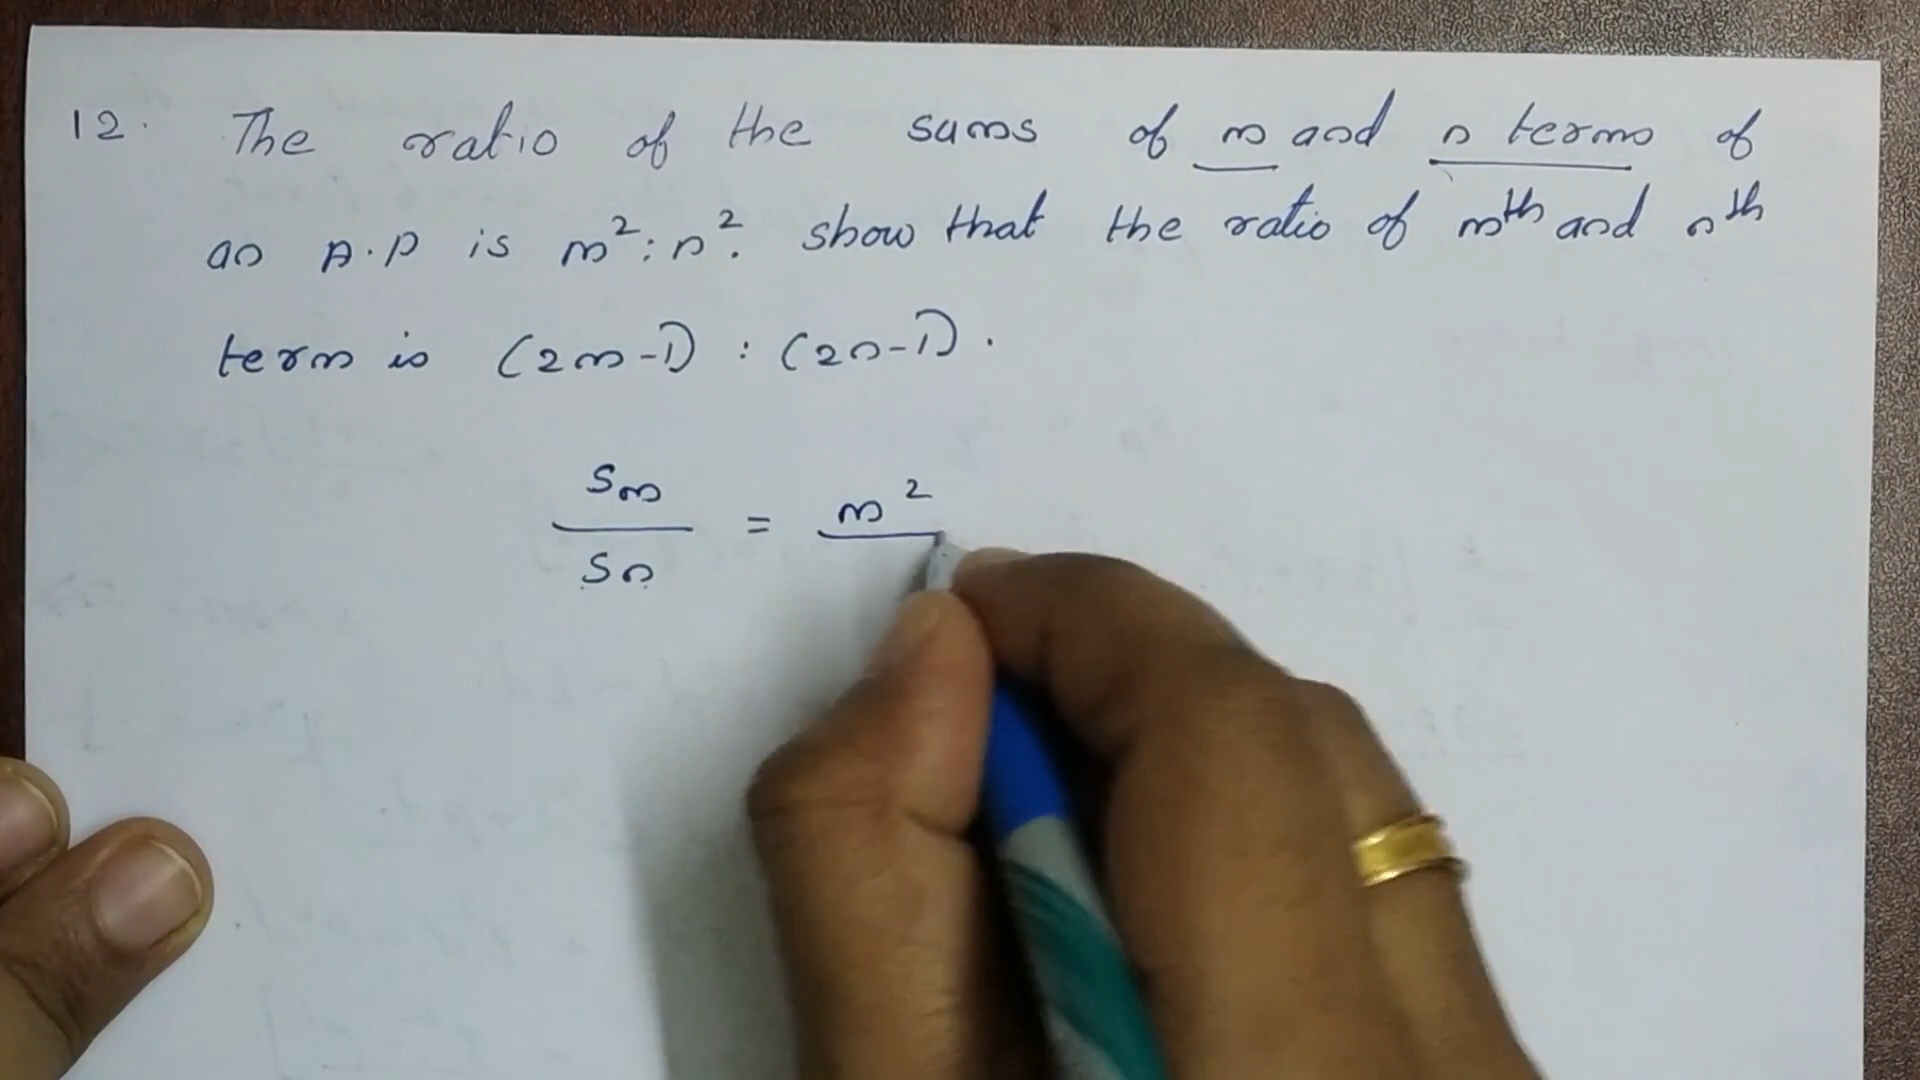 12. The ratio of the sums of m and n terms of
an A.P is m²:n². show that the ratio of mth and nth
term is (2m-1) : (2n-1).
Sm/Sn = m²